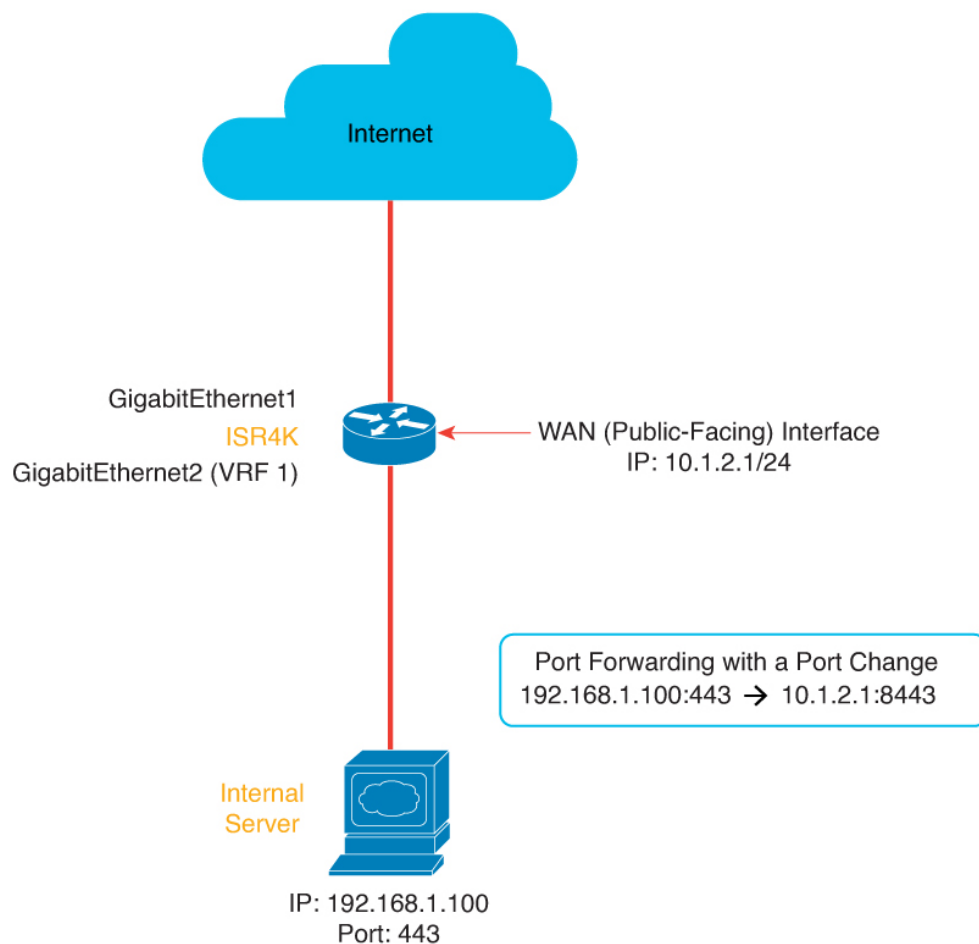 Internet
GigabitEthernet1
ISR4K
GigabitEthernet2 (VRF 1)
WAN (Public-Facing) Interface
IP: 10.1.2.1/24
Port Forwarding with a Port Change
192.168.1.100:443 → 10.1.2.1:8443
Internal
Server
IP: 192.168.1.100
Port: 443